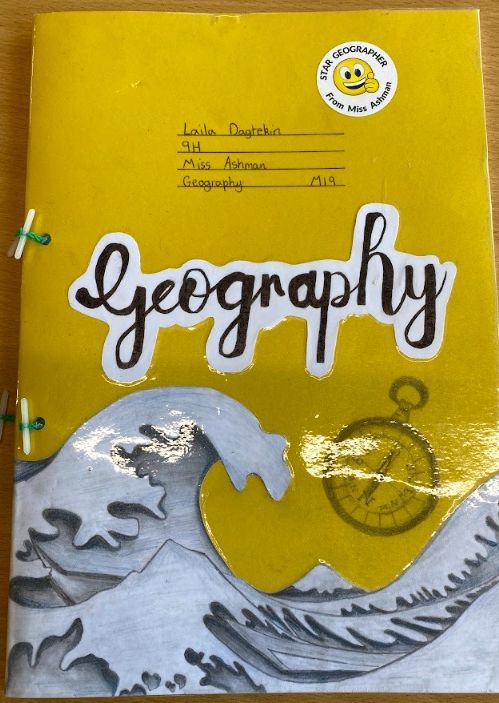 STAR GEOGRAPHER
From Miss Ashman
Laila Dagtekin
9H
Miss Ashman
Geography M19
Geography